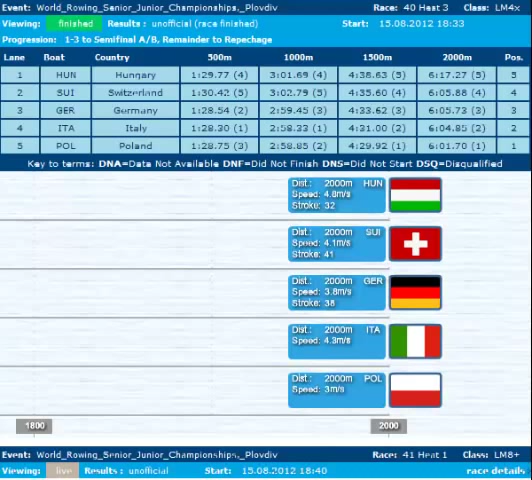 Event: World_Rowing_Senior_Junior_Championships,_Plovdiv Race: 40 Heat 3 Class: LM4x
Viewing: finished Results : unofficial (race finished) Start: 15.08.2012 18:33
Progression: 1-3 to Semifinal A/B, Remainder to Repechage
Lane Boat Country 500m 1000m 1500m 2000m Pos.
1 HUN Hungary 1:29.77 (4) 3:01.69 (4) 4:38.63 (5) 6:17.27 (5) 5
2 SUI Switzerland 1:30.42 (5) 3:02.79 (5) 4:35.60 (4) 6:05.88 (4) 4
3 GER Germany 1:28.54 (2) 2:59.45 (3) 4:33.62 (3) 6:05.73 (3) 3
4 ITA Italy 1:28.30 (1) 2:58.33 (1) 4:31.00 (2) 6:04.85 (2) 2
5 POL Poland 1:28.75 (3) 2:58.85 (2) 4:29.92 (1) 6:01.70 (1) 1
Key to terms: DNA=Data Not Available DNF=Did Not Finish DNS=Did Not Start DSQ=Disqualified
Dist.: 2000m HUN
Speed: 4.8m/s
Stroke: 32
Dist.: 2000m SUI
Speed: 4.1m/s
Stroke: 41
Dist.: 2000m GER
Speed: 3.8m/s
Stroke: 38
Dist.: 2000m ITA
Speed: 4.3m/s
Dist.: 2000m POL
Speed: 3m/s
1800 2000
Event: World_Rowing_Senior_Junior_Championships,_Plovdiv Race: 41 Heat 1 Class: LM8+
Viewing: live Results : unofficial Start: 15.08.2012 18:40 race details